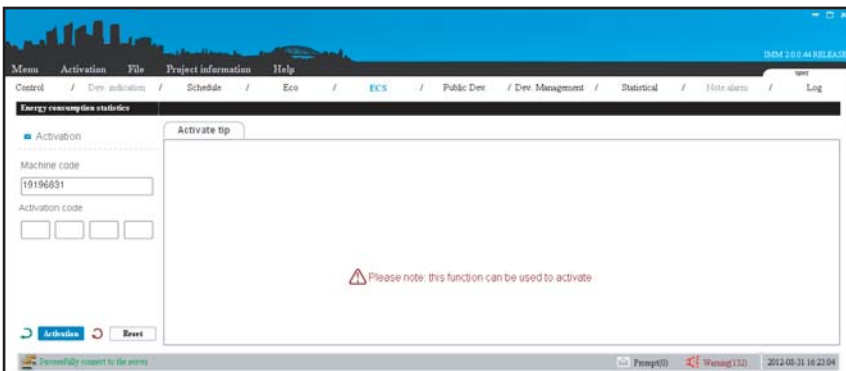 IMM 2.0.0.44 RELEASE
Menu Activation File Project information Help
Control / Dev. indication / Schedule / Eco / ECS / Public Dev. / Dev. Management / Statistical / Note alarm / Log
Energy consumption statistics
Activation
Activate tip
Machine code
19196831
Activation code
Please note: this function can be used to activate
Activation Reset
Successfully connect to the server
Prompt(0) Warning(132) 2012-08-31 16:23:04